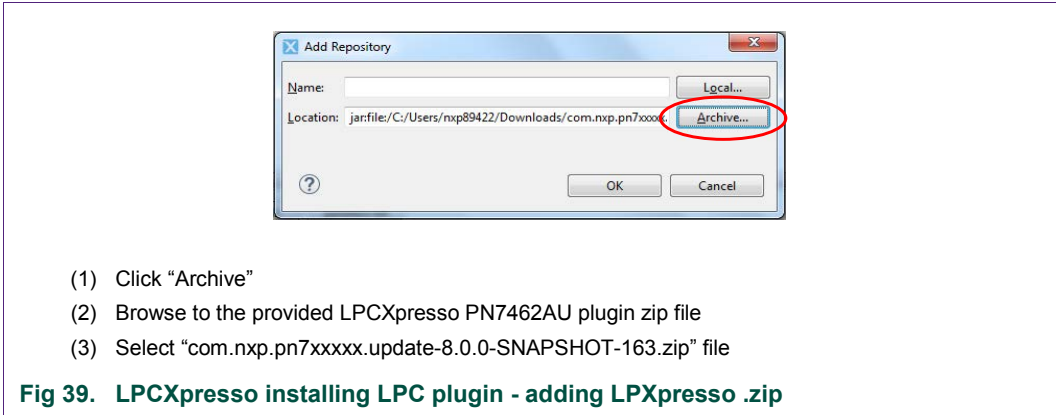 Add Repository
Name:
Local...
Location: jar:file:/C:/Users/nxp89422/Downloads/com.nxp.pn7xxxxx. Archive...
?
OK Cancel
(1) Click “Archive”
(2) Browse to the provided LPCXpresso PN7462AU plugin zip file
(3) Select “com.nxp.pn7xxxxx.update-8.0.0-SNAPSHOT-163.zip” file
Fig 39. LPCXpresso installing LPC plugin - adding LPXpresso .zip